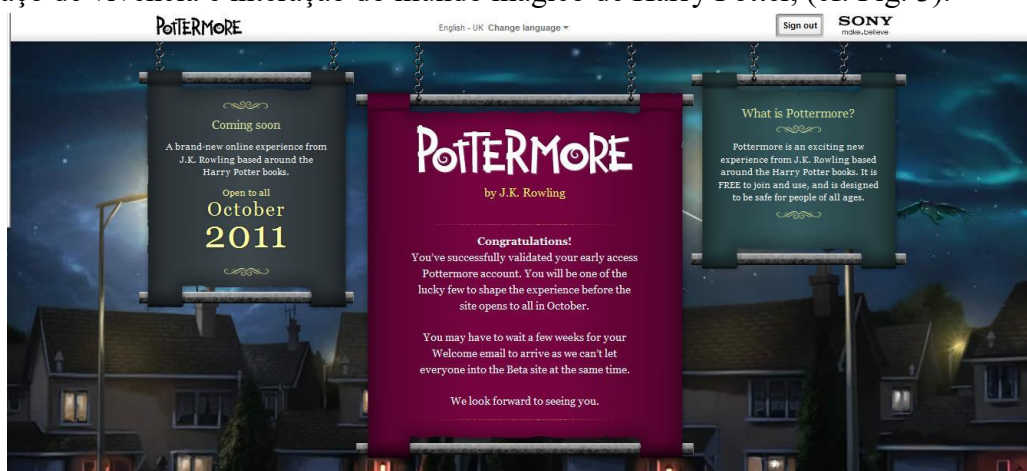 ço de vivência e interação do mundo mágico de Harry Potter, (cf. Fig. 3).
POTTERMORE
English - UK Change language
Sign out
SONY
make.believe
Coming soon
A brand-new online experience from
J.K. Rowling based around the
Harry Potter books.
Open to all
October
2011
POTTERMORE
by J.K. Rowling
Congratulations!
You've successfully validated your early access
Pottermore account. You will be one of the
lucky few to shape the experience before the
site opens to all in October.
You may have to wait a few weeks for your
Welcome email to arrive as we can't let
everyone into the Beta site at the same time.
We look forward to seeing you.
What is Pottermore?
Pottermore is an exciting new
experience from J.K. Rowling based
around the Harry Potter books. It is
FREE to join and use, and is designed
to be safe for people of all ages.